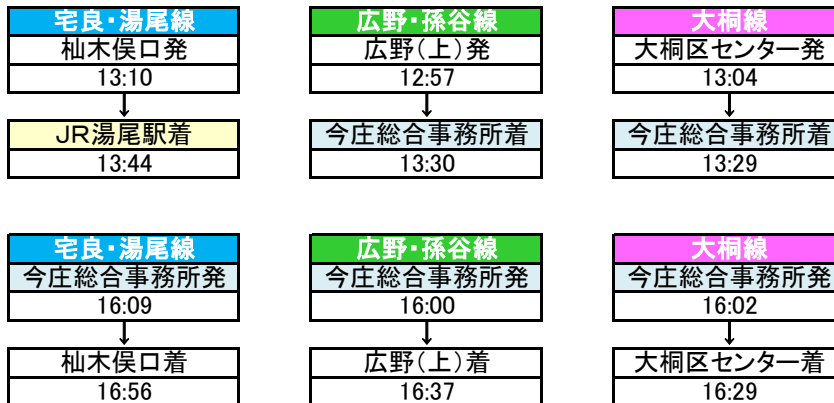 宅良・湯尾線
杣木俣口発
13:10
JR湯尾駅着
13:44
広野・孫谷線
広野(上)発
12:57
今庄総合事務所着
13:30
大桐線
大桐区センター発
13:04
今庄総合事務所着
13:29
宅良・湯尾線
今庄総合事務所発
16:09
杣木俣口着
16:56
広野・孫谷線
今庄総合事務所発
16:00
広野(上)着
16:37
大桐線
今庄総合事務所発
16:02
大桐区センター着
16:29